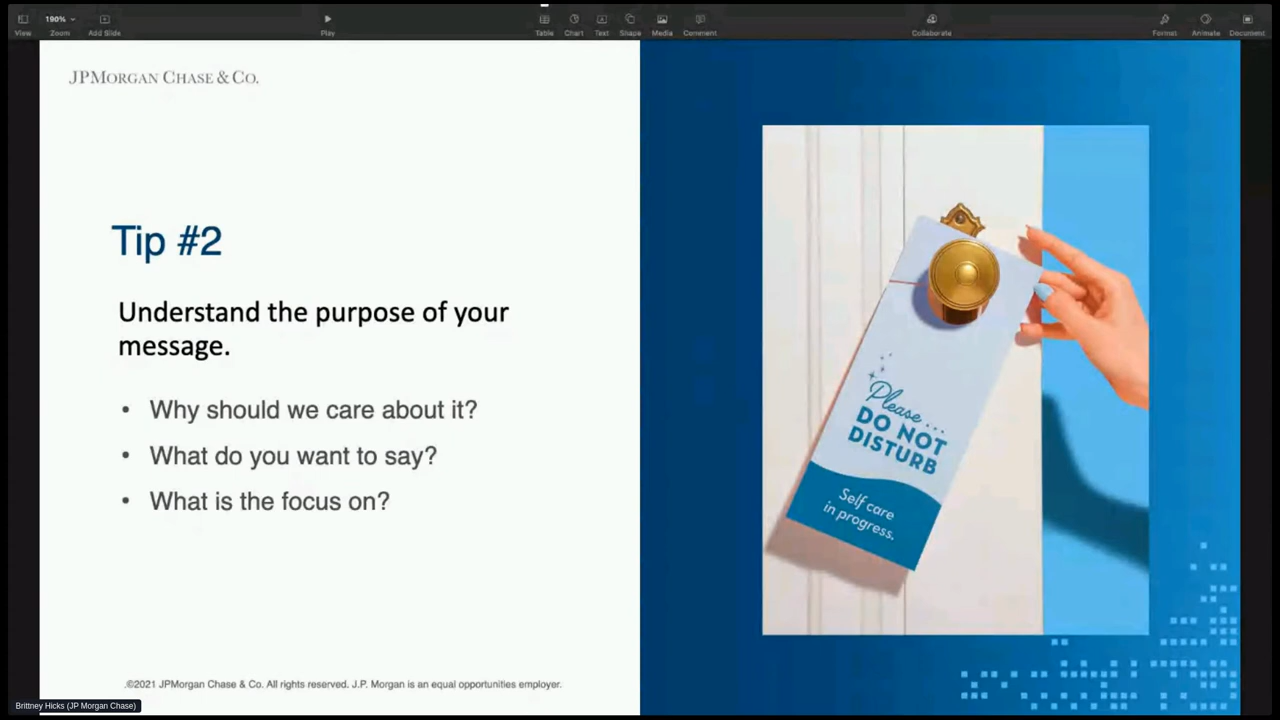 190%
View
Zoom
Add Slide
Play
Table
Chart
Text
Shape
Media
Comment
Collaborate
Format
Animate
Document
JPMORGAN CHASE & CO.
Tip #2
Understand the purpose of your
message.
• Why should we care about it?
• What do you want to say?
• What is the focus on?
Please...
DO NOT
DISTURB
Self care
in progress.
.©2021 JPMorgan Chase & Co. All rights reserved. J.P. Morgan is an equal opportunities employer.
Brittney Hicks (JP Morgan Chase)